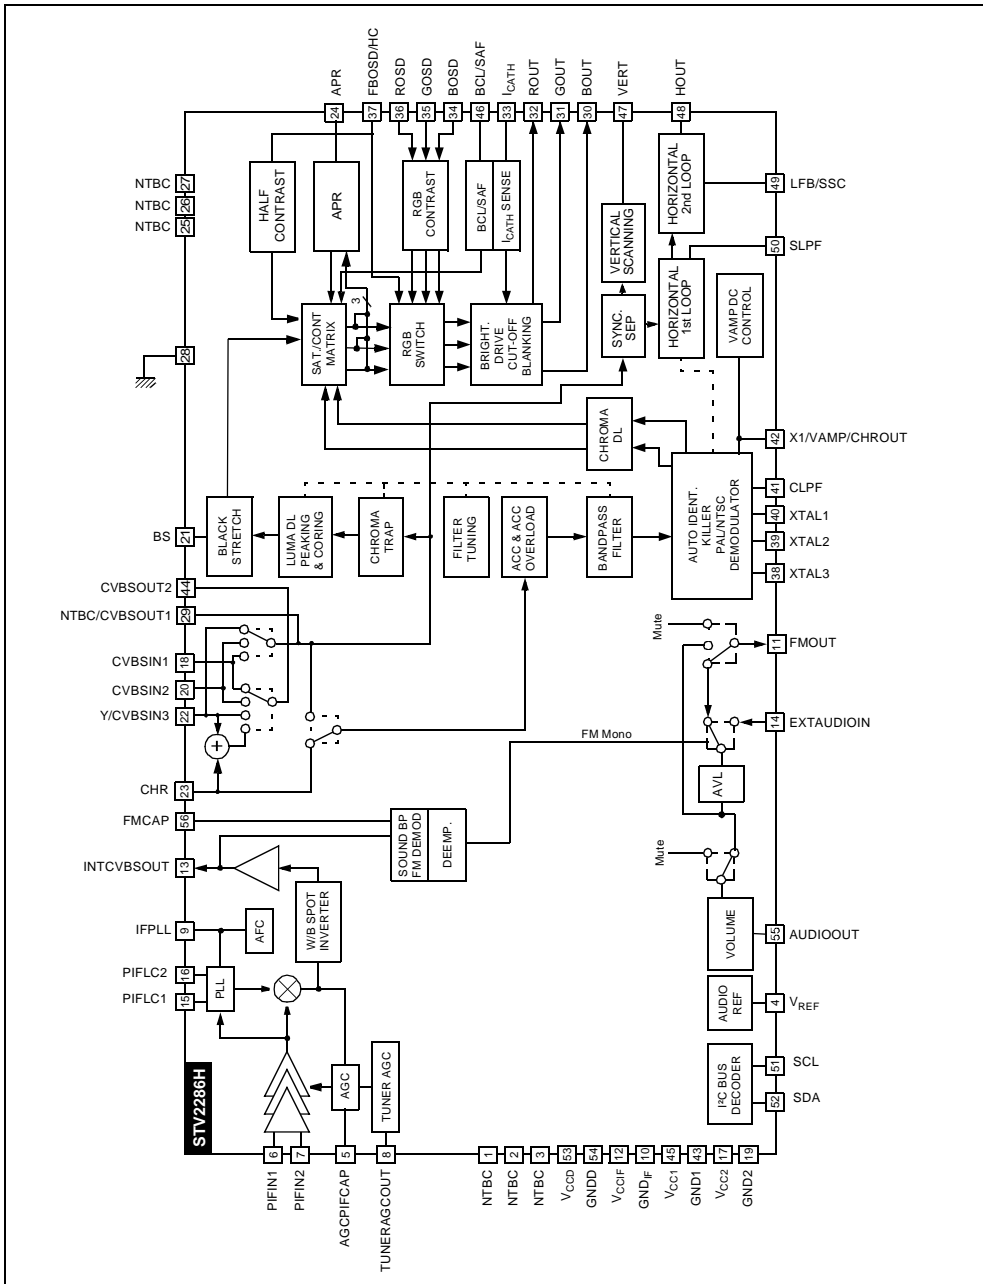 APR
FBOSD/HC
ROSD
GOSD
BOSD
BCL/SAF
ICATH
ROUT
GOUT
BOUT
VERT
HOUT
24
37
36
35
34
46
33
32
31
30
47
48
NTBC 27
NTBC 26
NTBC 25
28
BS 21
CVBSOUT2 44
NTBC/CVBSOUT1 29
CVBSIN1 18
CVBSIN2 20
Y/CVBSIN3 22
CHR 23
FMCAP 56
INTCVBSOUT 13
IFPLL 9
PIFLC2 16
PIFLC1 15
STV2286H
HALF
CONTRAST
APR
RGB
CONTRAST
BCL/SAF
ICATH SENSE
VERTICAL
SCANNING
HORIZONTAL
2nd LOOP
HORIZONTAL
1st LOOP
SYNC.
SEP
VAMP DC
CONTROL
3
SAT./CONT
MATRIX
RGB
SWITCH
BRIGHT.
DRIVE
CUT-OFF
BLANKING
CHROMA
DL
BLACK
STRETCH
LUMA DL
PEAKING
& CORING
CHROMA
TRAP
FILTER
TUNING
ACC & ACC
OVERLOAD
BANDPASS
FILTER
AUTO IDENT.
KILLER
PAL/NTSC
DEMODULATOR
+
Mute
FM Mono
AVL
SOUND BP
FM DEMOD
DEEMP.
Mute
VOLUME
AUDIO
REF
I²C BUS
DECODER
W/B SPOT
INVERTER
AFC
PLL
AGC
TUNER AGC
49 LFB/SSC
50 SLPF
42 X1/VAMP/CHROUT
41 CLPF
40 XTAL1
39 XTAL2
38 XTAL3
11 FMOUT
14 EXTAUDIOIN
55 AUDIOOUT
4 VREF
51 SCL
52 SDA
6
7
5
8
1
2
3
53
54
12
10
45
43
17
19
PIFIN1
PIFIN2
AGCPIFCAP
TUNERAGCOUT
NTBC
NTBC
NTBC
VCCD
GNDD
VCCIF
GNDIF
VCC1
GND1
VCC2
GND2